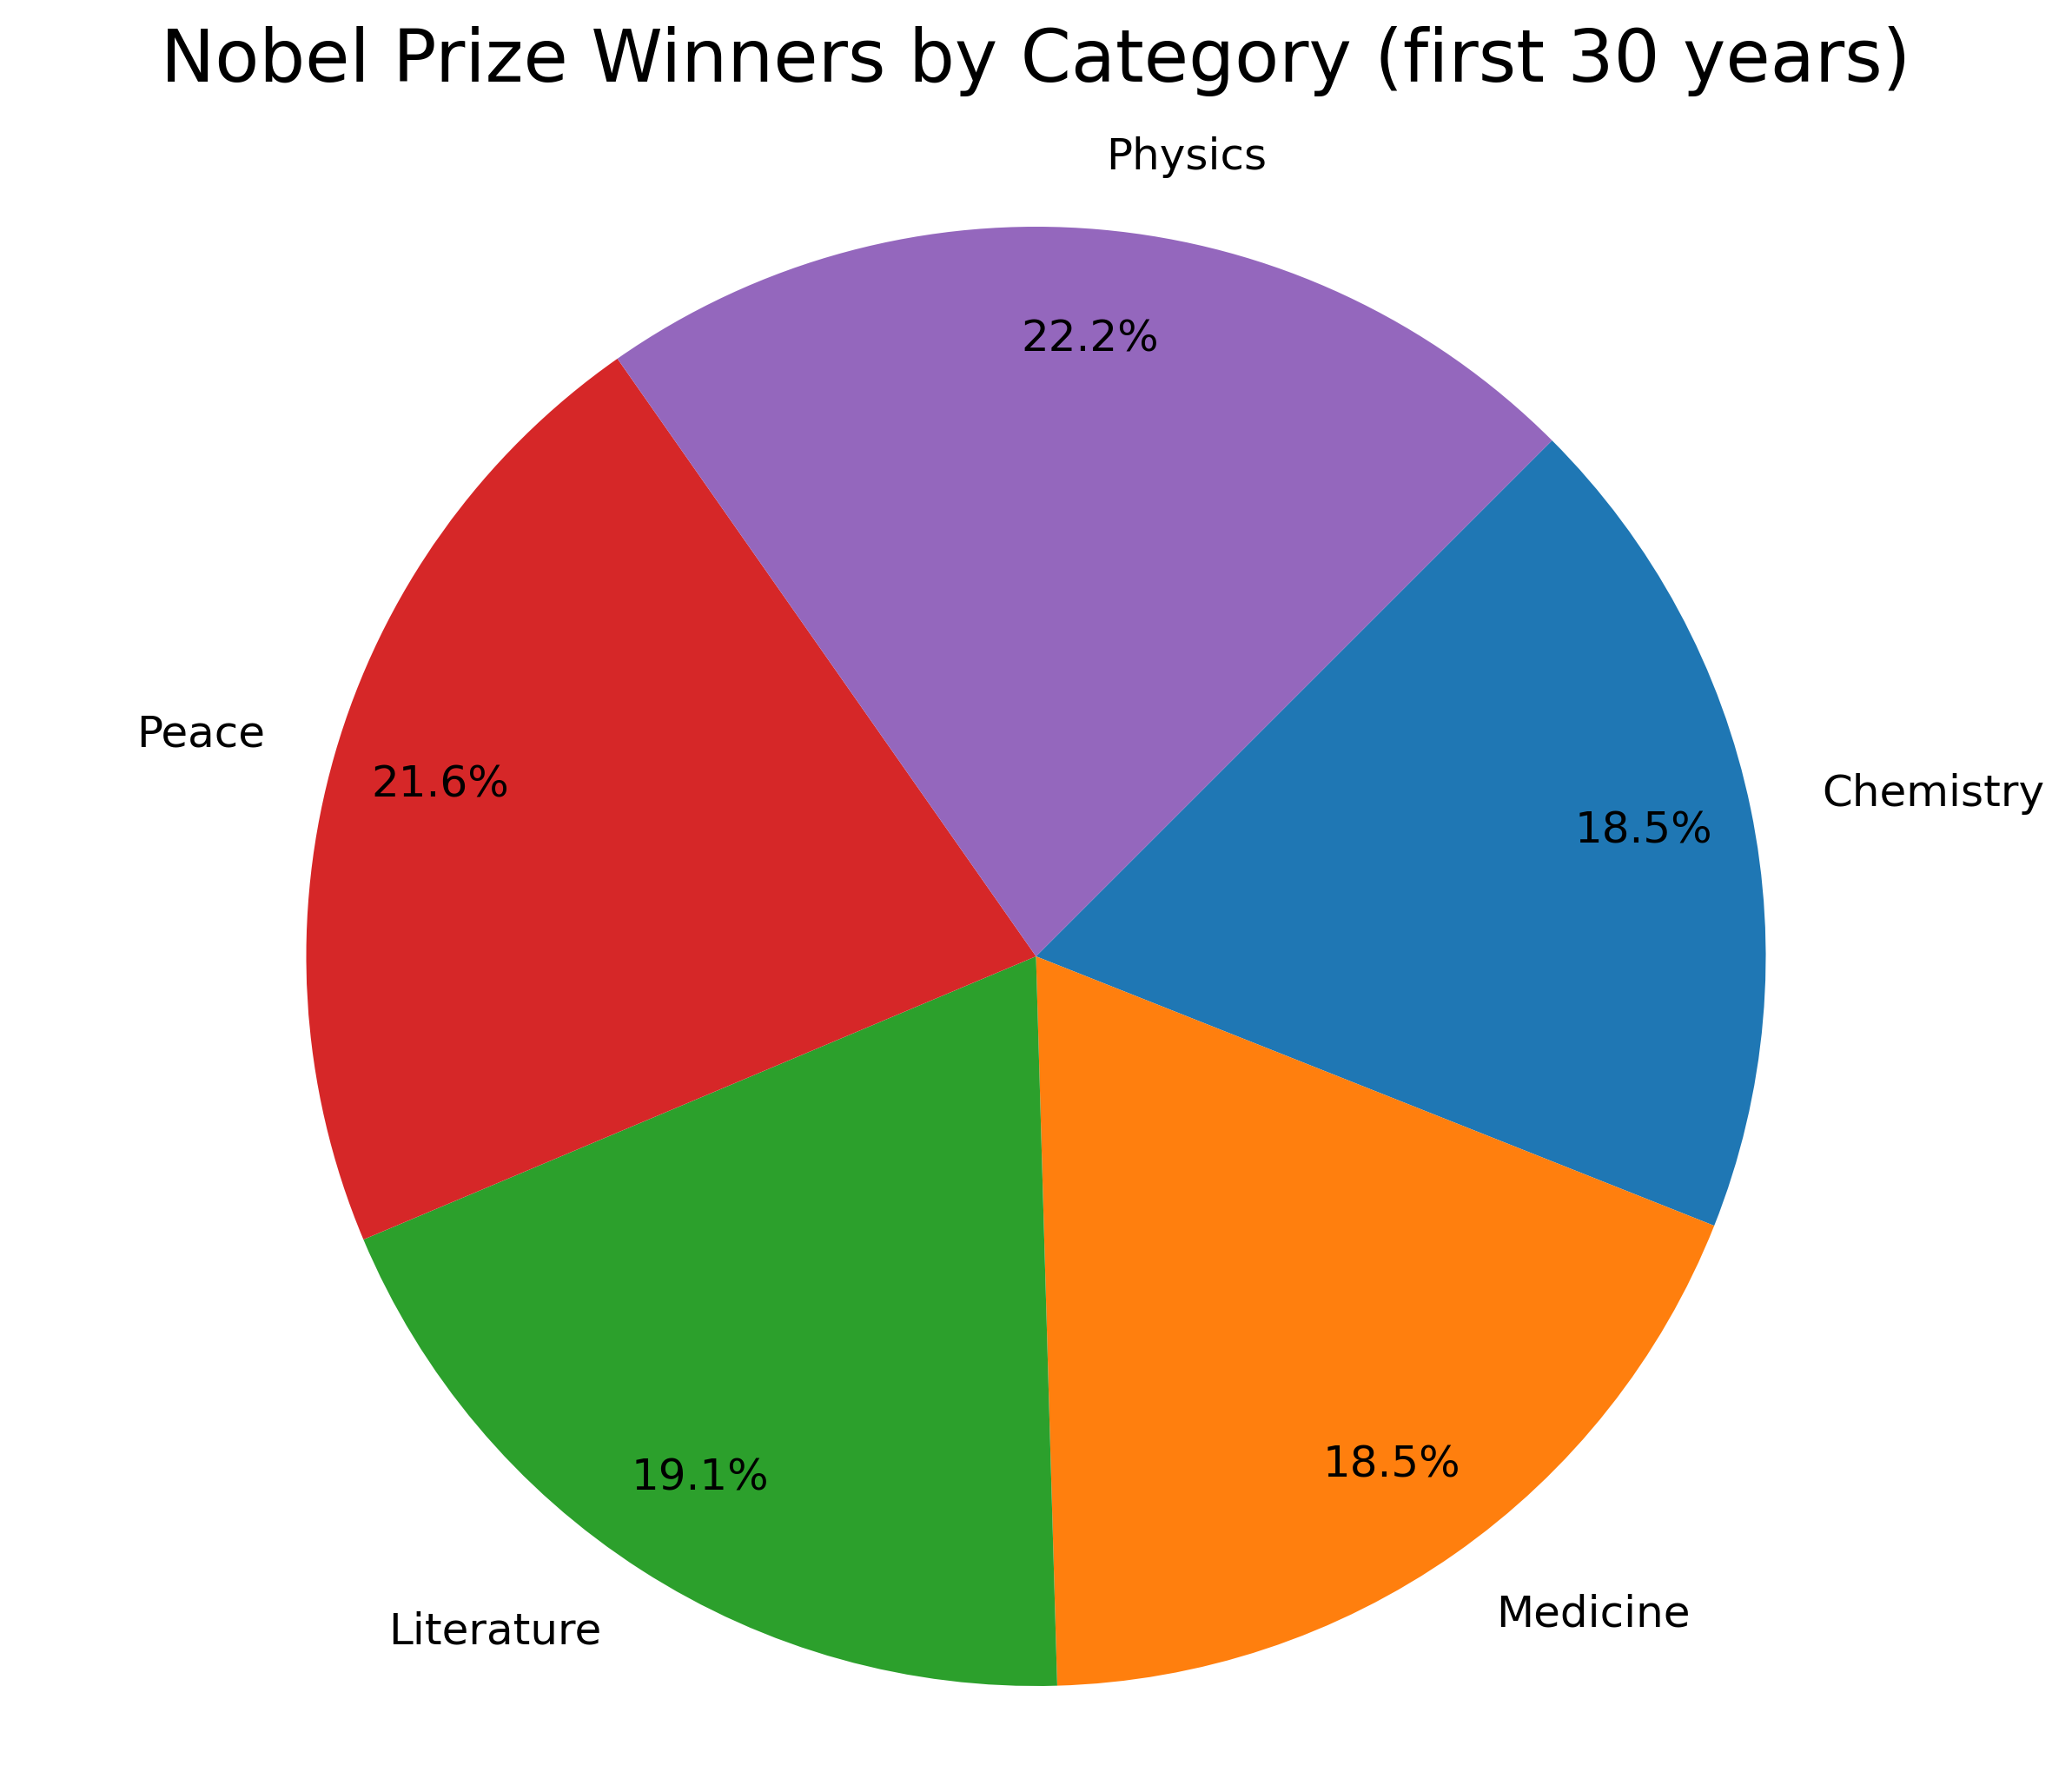 Nobel Prize Winners by Category (first 30 years)
Physics
22.2%
Peace
21.6%
Chemistry
18.5%
19.1%
18.5%
Literature
Medicine